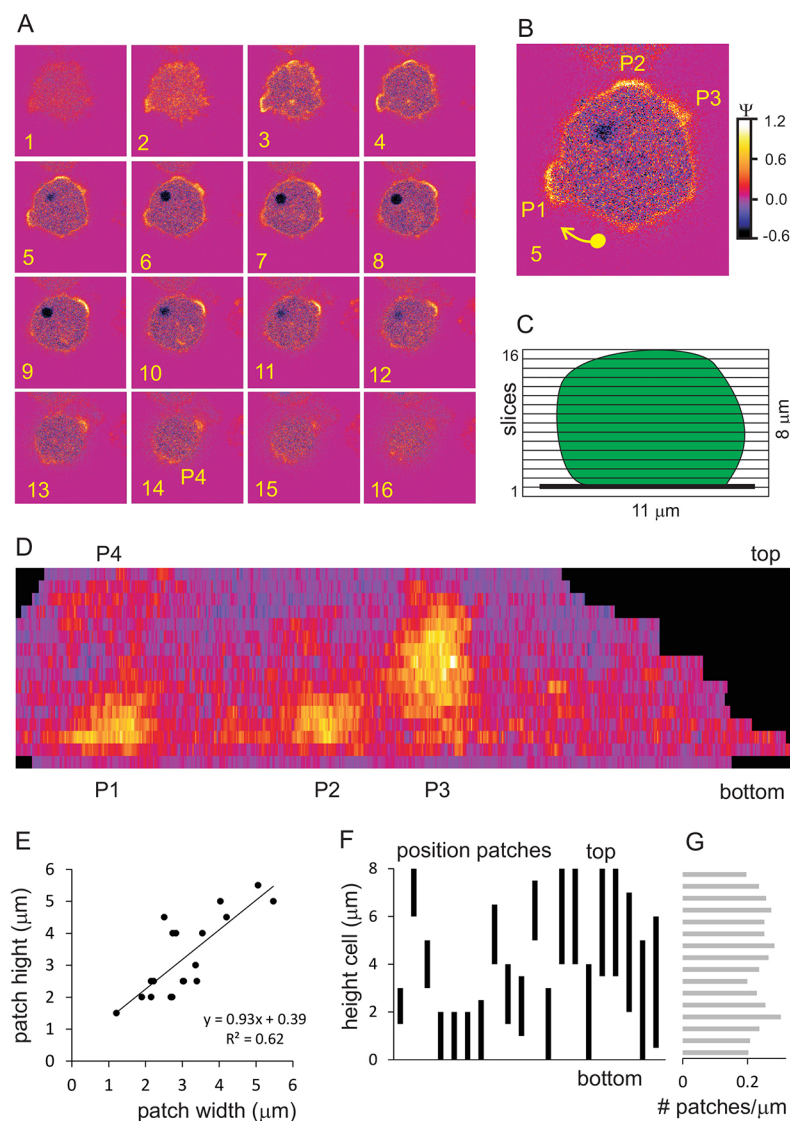 A
1 2 3 4
5 6 7 8
9 10 11 12
13 14 P4 15 16
B
P2
P3
P1
5
Ψ
1.2
0.6
0.0
-0.6
C
16
slices
1
8 μm
11 μm
D
P4 top
P1 P2 P3 bottom
E
patch hight (μm)
6
5
4
3
2
1
0
y = 0.93x + 0.39
R² = 0.62
0 1 2 3 4 5 6
patch width (μm)
F
position patches top
height cell (μm)
8
6
4
2
0
bottom
G
0 0.2
# patches/μm